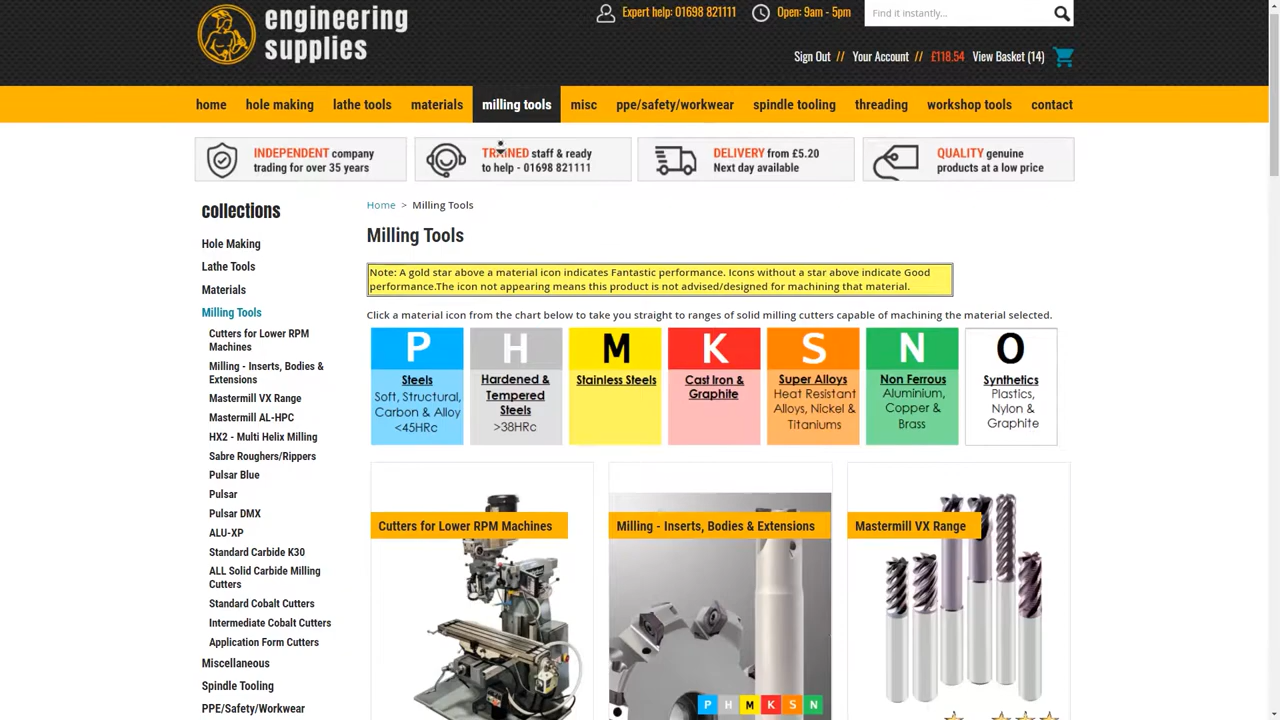 engineering
supplies
Expert help: 01698 821111
Open: 9am - 5pm
Find it instantly...
Sign Out // Your Account // £118.54 View Basket (14)
home hole making lathe tools materials milling tools misc ppe/safety/workwear spindle tooling threading workshop tools contact
INDEPENDENT company
trading for over 35 years
TRAINED staff & ready
to help - 01698 821111
DELIVERY from £5.20
Next day available
QUALITY genuine
products at a low price
collections
Hole Making
Lathe Tools
Materials
Milling Tools
Cutters for Lower RPM
Machines
Milling - Inserts, Bodies &
Extensions
Mastermill VX Range
Mastermill AL-HPC
HX2 - Multi Helix Milling
Sabre Roughers/Rippers
Pulsar Blue
Pulsar
Pulsar DMX
ALU-XP
Standard Carbide K30
ALL Solid Carbide Milling
Cutters
Standard Cobalt Cutters
Intermediate Cobalt Cutters
Application Form Cutters
Miscellaneous
Spindle Tooling
PPE/Safety/Workwear
Home > Milling Tools
Milling Tools
Note: A gold star above a material icon indicates Fantastic performance. Icons without a star above indicate Good
performance.The icon not appearing means this product is not advised/designed for machining that material.
Click a material icon from the chart below to take you straight to ranges of solid milling cutters capable of machining the material selected.
P
Steels
Soft, Structural,
Carbon & Alloy
<45HRc
H
Hardened &
Tempered
Steels
>38HRc
M
Stainless Steels
K
Cast Iron &
Graphite
S
Super Alloys
Heat Resistant
Alloys, Nickel &
Titaniums
N
Non Ferrous
Aluminium,
Copper &
Brass
O
Synthetics
Plastics,
Nylon &
Graphite
Cutters for Lower RPM Machines
Milling - Inserts, Bodies & Extensions
P H M K S N
Mastermill VX Range